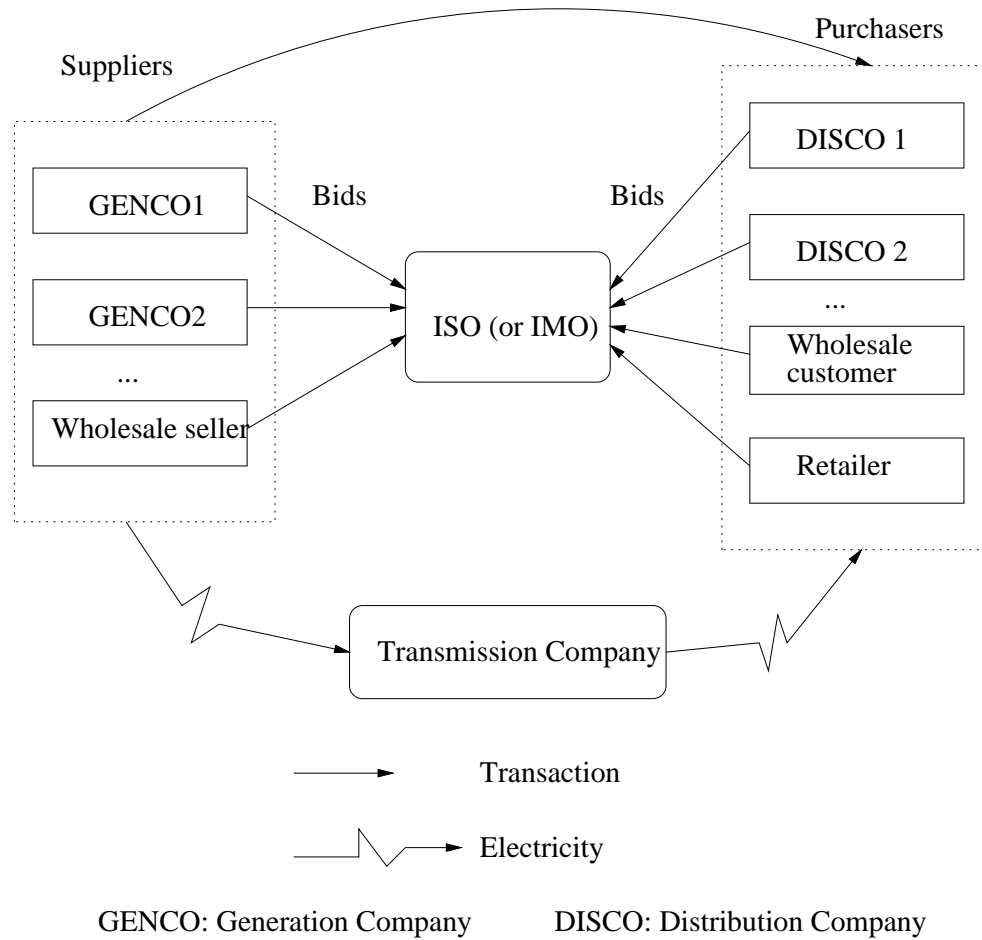 Purchasers
Suppliers
DISCO 1
GENCO1
Bids
Bids
DISCO 2
GENCO2
ISO (or IMO)
...
Wholesale
customer
...
Wholesale seller
Retailer
Transmission Company
Transaction
Electricity
GENCO: Generation Company
DISCO: Distribution Company